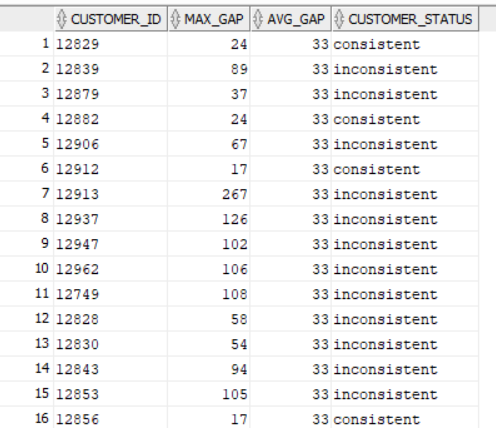 CUSTOMER_ID MAX_GAP AVG_GAP CUSTOMER_STATUS
1 12829 24 33 consistent
2 12839 89 33 inconsistent
3 12879 37 33 inconsistent
4 12882 24 33 consistent
5 12906 67 33 inconsistent
6 12912 17 33 consistent
7 12913 267 33 inconsistent
8 12937 126 33 inconsistent
9 12947 102 33 inconsistent
10 12962 106 33 inconsistent
11 12749 108 33 inconsistent
12 12828 58 33 inconsistent
13 12830 54 33 inconsistent
14 12843 94 33 inconsistent
15 12853 105 33 inconsistent
16 12856 17 33 consistent